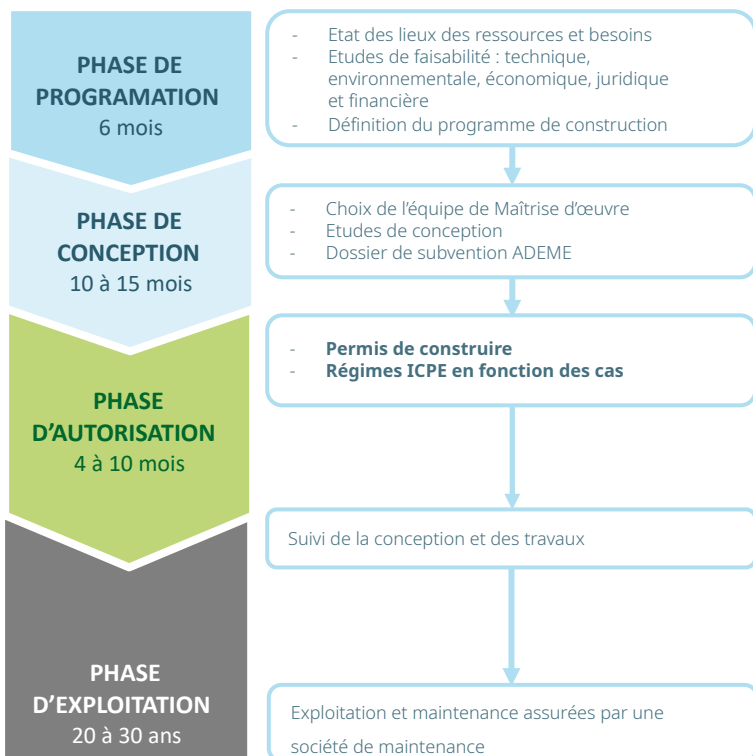 PHASE DE
PROGRAMATION
6 mois
- Etat des lieux des ressources et besoins
- Etudes de faisabilité : technique,
environnementale, économique, juridique
et financière
- Définition du programme de construction
PHASE DE
CONCEPTION
10 à 15 mois
- Choix de l'équipe de Maîtrise d'œuvre
- Etudes de conception
- Dossier de subvention ADEME
PHASE
D'AUTORISATION
4 à 10 mois
- Permis de construire
- Régimes ICPE en fonction des cas
Suivi de la conception et des travaux
PHASE
D'EXPLOITATION
20 à 30 ans
Exploitation et maintenance assurées par une
société de maintenance